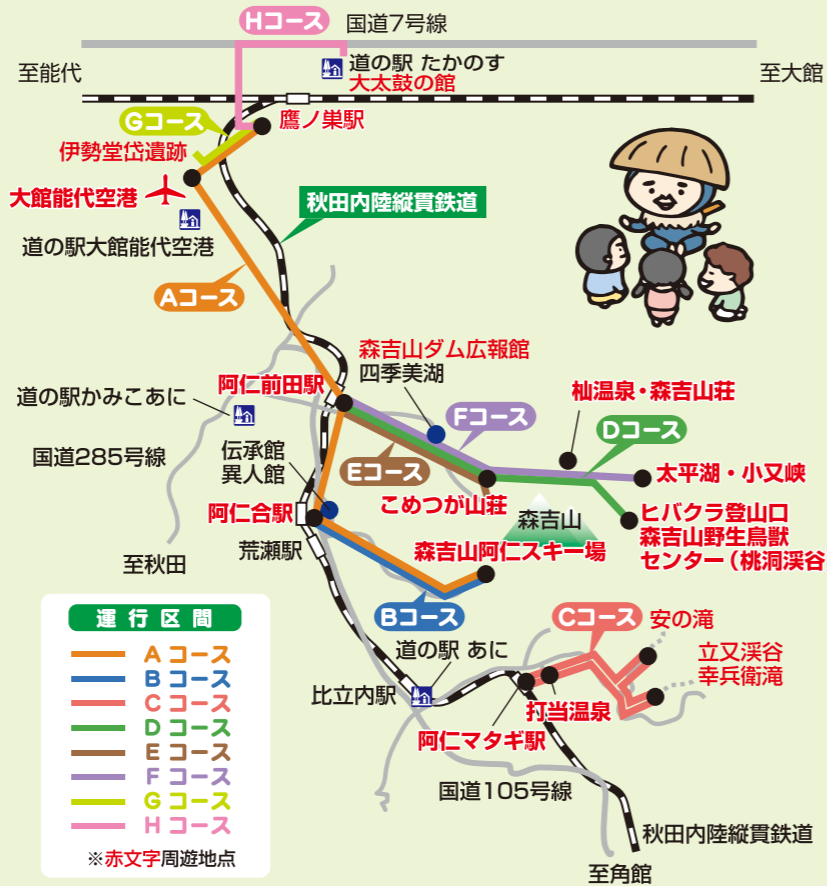 Hコース
国道7号線
至能代
道の駅 たかのす
大太鼓の館
至大館
Gコース
鷹ノ巣駅
伊勢堂岱遺跡
大館能代空港
秋田内陸縦貫鉄道
道の駅大館能代空港
Aコース
森吉山ダム広報館
四季美湖
阿仁前田駅
杣温泉・森吉山荘
道の駅かみこあに
Fコース
Dコース
国道285号線
伝承館
異人館
Eコース
太平湖・小又峡
こめつが山荘
阿仁合駅
森吉山
ヒバクラ登山口
森吉山野生鳥獣
センター(桃洞渓谷
荒瀬駅
至秋田
森吉山阿仁スキー場
Bコース
Cコース
安の滝
道の駅 あに
立又渓谷
幸兵衛滝
比立内駅
打当温泉
阿仁マタギ駅
国道105号線
秋田内陸縦貫鉄道
至角館
運行区間
Aコース
Bコース
Cコース
Dコース
Eコース
Fコース
Gコース
Hコース
※赤文字周遊地点